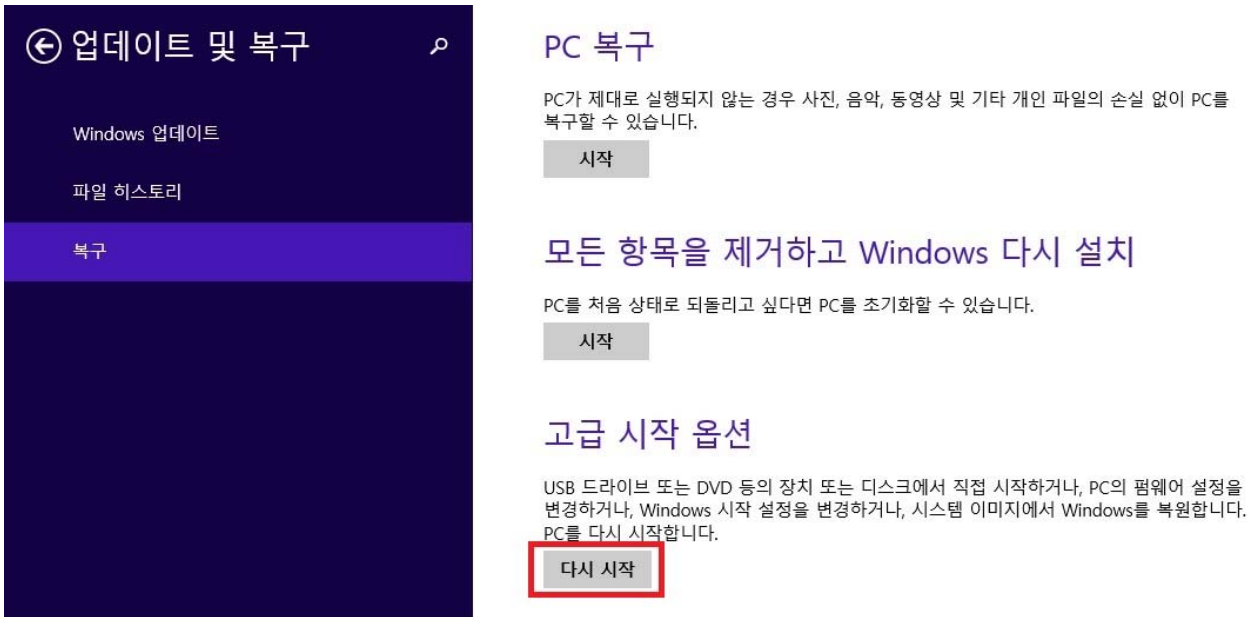 업데이트 및 복구
Windows 업데이트
파일 히스토리
복구
PC 복구
PC가 제대로 실행되지 않는 경우 사진, 음악, 동영상 및 기타 개인 파일의 손실 없이 PC를
복구할 수 있습니다.
시작
모든 항목을 제거하고 Windows 다시 설치
PC를 처음 상태로 되돌리고 싶다면 PC를 초기화할 수 있습니다.
시작
고급 시작 옵션
USB 드라이브 또는 DVD 등의 장치 또는 디스크에서 직접 시작하거나, PC의 펌웨어 설정을
변경하거나, Windows 시작 설정을 변경하거나, 시스템 이미지에서 Windows를 복원합니다.
PC를 다시 시작합니다.
다시 시작